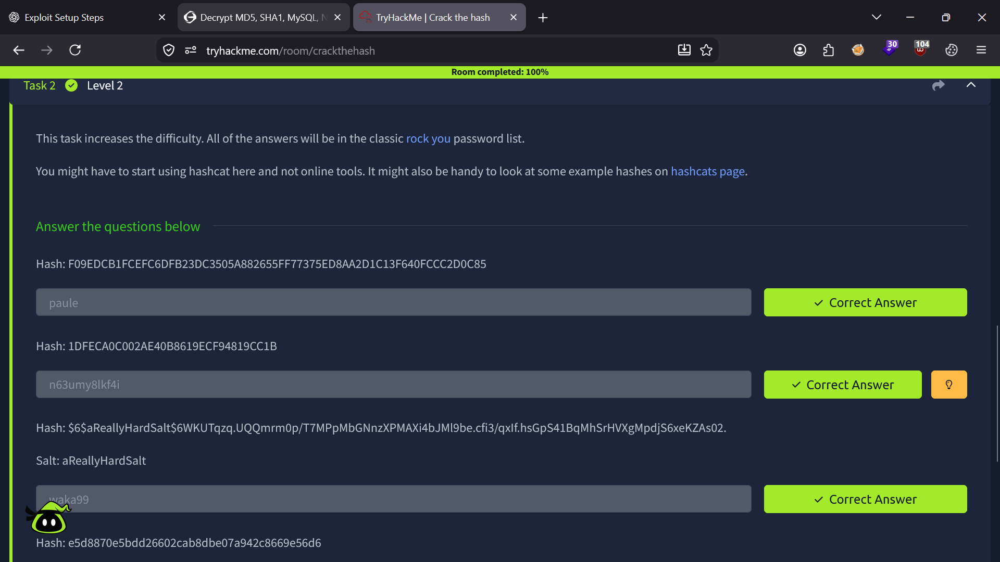 Exploit Setup Steps
Decrypt MD5, SHA1, MySQL, N
TryHackMe | Crack the hash
tryhackme.com/room/crackthehash
30
104
Room completed: 100%
Task 2
Level 2
This task increases the difficulty. All of the answers will be in the classic rock you password list.
You might have to start using hashcat here and not online tools. It might also be handy to look at some example hashes on hashcats page.
Answer the questions below
Hash: F09EDCB1FCEFC6DFB23DC3505A882655FF77375ED8AA2D1C13F640FCCC2D0C85
paule
Correct Answer
Hash: 1DFECA0C002AE40B8619ECF94819CC1B
n63umy8lkf4i
Correct Answer
Hash: $6$aReallyHardSalt$6WKUTqzq.UQQmrm0p/T7MPpMbGNnzXPMAXi4bJMl9be.cfi3/qxIf.hsGpS41BqMhSrHVXgMpdjS6xeKZAs02.
Salt: aReallyHardSalt
waka99
Correct Answer
Hash: e5d8870e5bdd26602cab8dbe07a942c8669e56d6